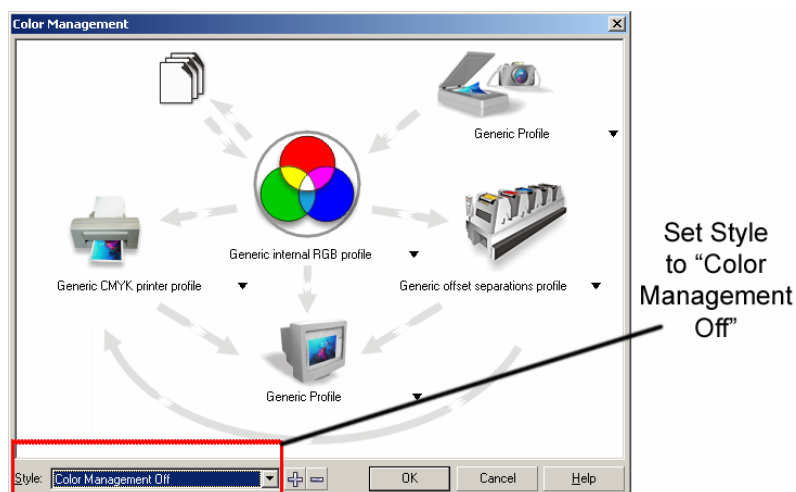 Color Management
Generic Profile
Generic internal RGB profile
Generic CMYK printer profile
Generic offset separations profile
Generic Profile
Set Style
to “Color
Management
Off”
Style: Color Management Off
OK Cancel Help